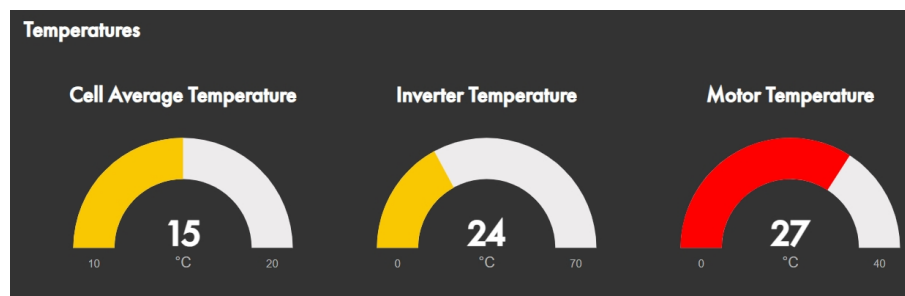 Temperatures
Cell Average Temperature
15
°C
10
20
Inverter Temperature
24
°C
0
70
Motor Temperature
27
°C
0
40